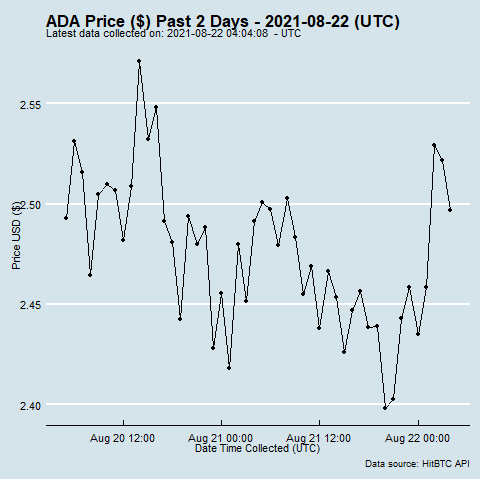 ADA Price ($) Past 2 Days - 2021-08-22 (UTC)
Latest data collected on: 2021-08-22 04:04:08  - UTC
2.55
2.50
2.45
2.40
Price USD ($)
Aug 20 12:00
Aug 21 00:00
Aug 21 12:00
Aug 22 00:00
Date Time Collected (UTC)
Data source: HitBTC API